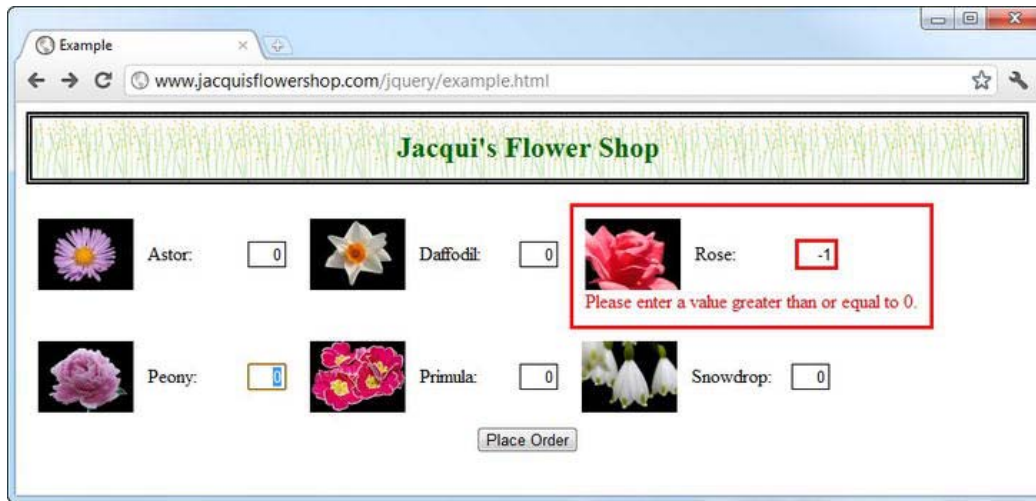 Example
www.jacquisflowershop.com/jquery/example.html
Jacqui's Flower Shop
Astor: 0
Daffodil: 0
Rose: -1
Please enter a value greater than or equal to 0.
Peony: 0
Primula: 0
Snowdrop: 0
Place Order